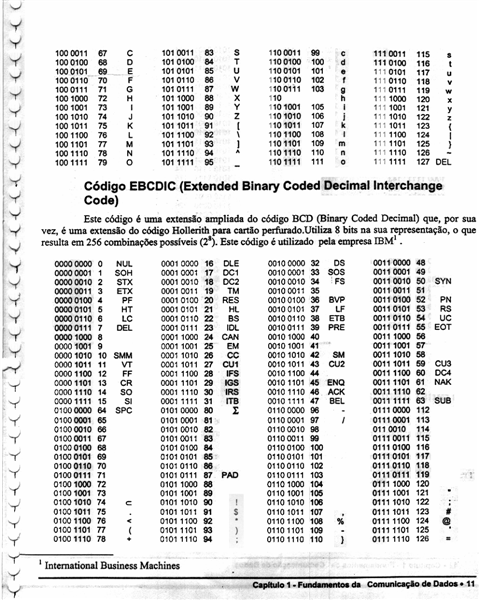 100 0011 67 C 101 0011 83 S 110 0011 99 c 111 0011 115 s
100 0100 68 D 101 0100 84 T 110 0100 100 d 111 0100 116 t
100 0101 69 E 101 0101 85 U 110 0101 101 e 111 0101 117 u
100 0110 70 F 101 0110 86 V 110 0110 102 f 111 0110 118 v
100 0111 71 G 101 0111 87 W 110 0111 103 g 111 0111 119 w
100 1000 72 H 101 1000 88 X h 111 1000 120 x
100 1001 73 I 101 1001 89 Y 110 1001 105 i 111 1001 121 y
100 1010 74 J 101 1010 90 Z 110 1010 106 j 111 1010 122 z
100 1011 75 K 101 1011 91 [ 110 1011 107 k 111 1011 123 {
100 1100 76 L 101 1100 92 \ 110 1100 108 l 111 1100 124 |
100 1101 77 M 101 1101 93 ] 110 1101 109 m 111 1101 125 }
100 1110 78 N 101 1110 94 ^ 110 1110 110 n 111 1110 126 ~
100 1111 79 O 101 1111 95 _ 110 1111 111 o 111 1111 127 DEL
Código EBCDIC (Extended Binary Coded Decimal Interchange
Code)
Este código é uma extensão ampliada do código BCD (Binary Coded Decimal) que, por sua
vez, é uma extensão do código Hollerith para cartão perfurado.Utiliza 8 bits na sua representação, o que
resulta em 256 combinações possíveis (2⁸). Este código é utilizado pela empresa IBM¹ .
0000 0000 0 NUL 0001 0000 16 DLE 0010 0000 32 DS 0011 0000 48
0000 0001 1 SOH 0001 0001 17 DC1 0010 0001 33 SOS 0011 0001 49
0000 0010 2 STX 0001 0010 18 DC2 0010 0010 34 FS 0011 0010 50 SYN
0000 0011 3 ETX 0001 0011 19 TM 0010 0011 35 0011 0011 51
0000 0100 4 PF 0001 0100 20 RES 0010 0100 36 BVP 0011 0100 52 PN
0000 0101 5 HT 0001 0101 21 HL 0010 0101 37 LF 0011 0101 53 RS
0000 0110 6 LC 0001 0110 22 BS 0010 0110 38 ETB 0011 0110 54 UC
0000 0111 7 DEL 0001 0111 23 IDL 0010 0111 39 PRE 0011 0111 55 EOT
0000 1000 8 0001 1000 24 CAN 0010 1000 40 0011 1000 56
0000 1001 9 0001 1001 25 EM 0010 1001 41 0011 1001 57
0000 1010 10 SMM 0001 1010 26 CC 0010 1010 42 SM 0011 1010 58
0000 1011 11 VT 0001 1011 27 CU1 0010 1011 43 CU2 0011 1011 59 CU3
0000 1100 12 FF 0001 1100 28 IFS 0010 1100 44 0011 1100 60 DC4
0000 1101 13 CR 0001 1101 29 IGS 0010 1101 45 ENQ 0011 1101 61 NAK
0000 1110 14 SO 0001 1110 30 IRS 0010 1110 46 ACK 0011 1110 62
0000 1111 15 SI 0001 1111 31 ITB 0010 1111 47 BEL 0011 1111 63 SUB
0100 0000 64 SPC 0101 0000 80 Σ 0110 0000 96 - 0111 0000 112
0100 0001 65 0101 0001 81 0110 0001 97 / 0111 0001 113
0100 0010 66 0101 0010 82 0110 0010 98 0011 0010 114
0100 0011 67 0101 0011 83 0110 0011 99 0111 0011 115
0100 0100 68 0101 0100 84 0110 0100 100 0111 0100 116
0100 0101 69 0101 0101 85 0110 0101 101 0111 0101 117
0100 0110 70 0101 0110 86 0110 0110 102 0111 0110 118
0100 0111 71 0101 0111 87 PAD 0110 0111 103 0111 0111 119
0100 1000 72 0101 1000 88 0110 1000 104 0111 1000 120
0100 1001 73 0101 1001 89 0110 1001 105 0111 1001 121
0100 1010 74 ⊂ 0101 1010 90 ! 0110 1010 106 0111 1010 122 :
0100 1011 75 . 0101 1011 91 $ 0110 1011 107 , 0111 1011 123 #
0100 1100 76 < 0101 1100 92 * 0110 1100 108 % 0111 1100 124 @
0100 1101 77 ( 0101 1101 93 ) 0110 1101 109 - 0111 1101 125 '
0100 1110 78 + 0101 1110 94 ; 0110 1110 110 } 0111 1110 126 =
¹ International Business Machines
Capítulo 1 - Fundamentos da Comunicação de Dados • 11